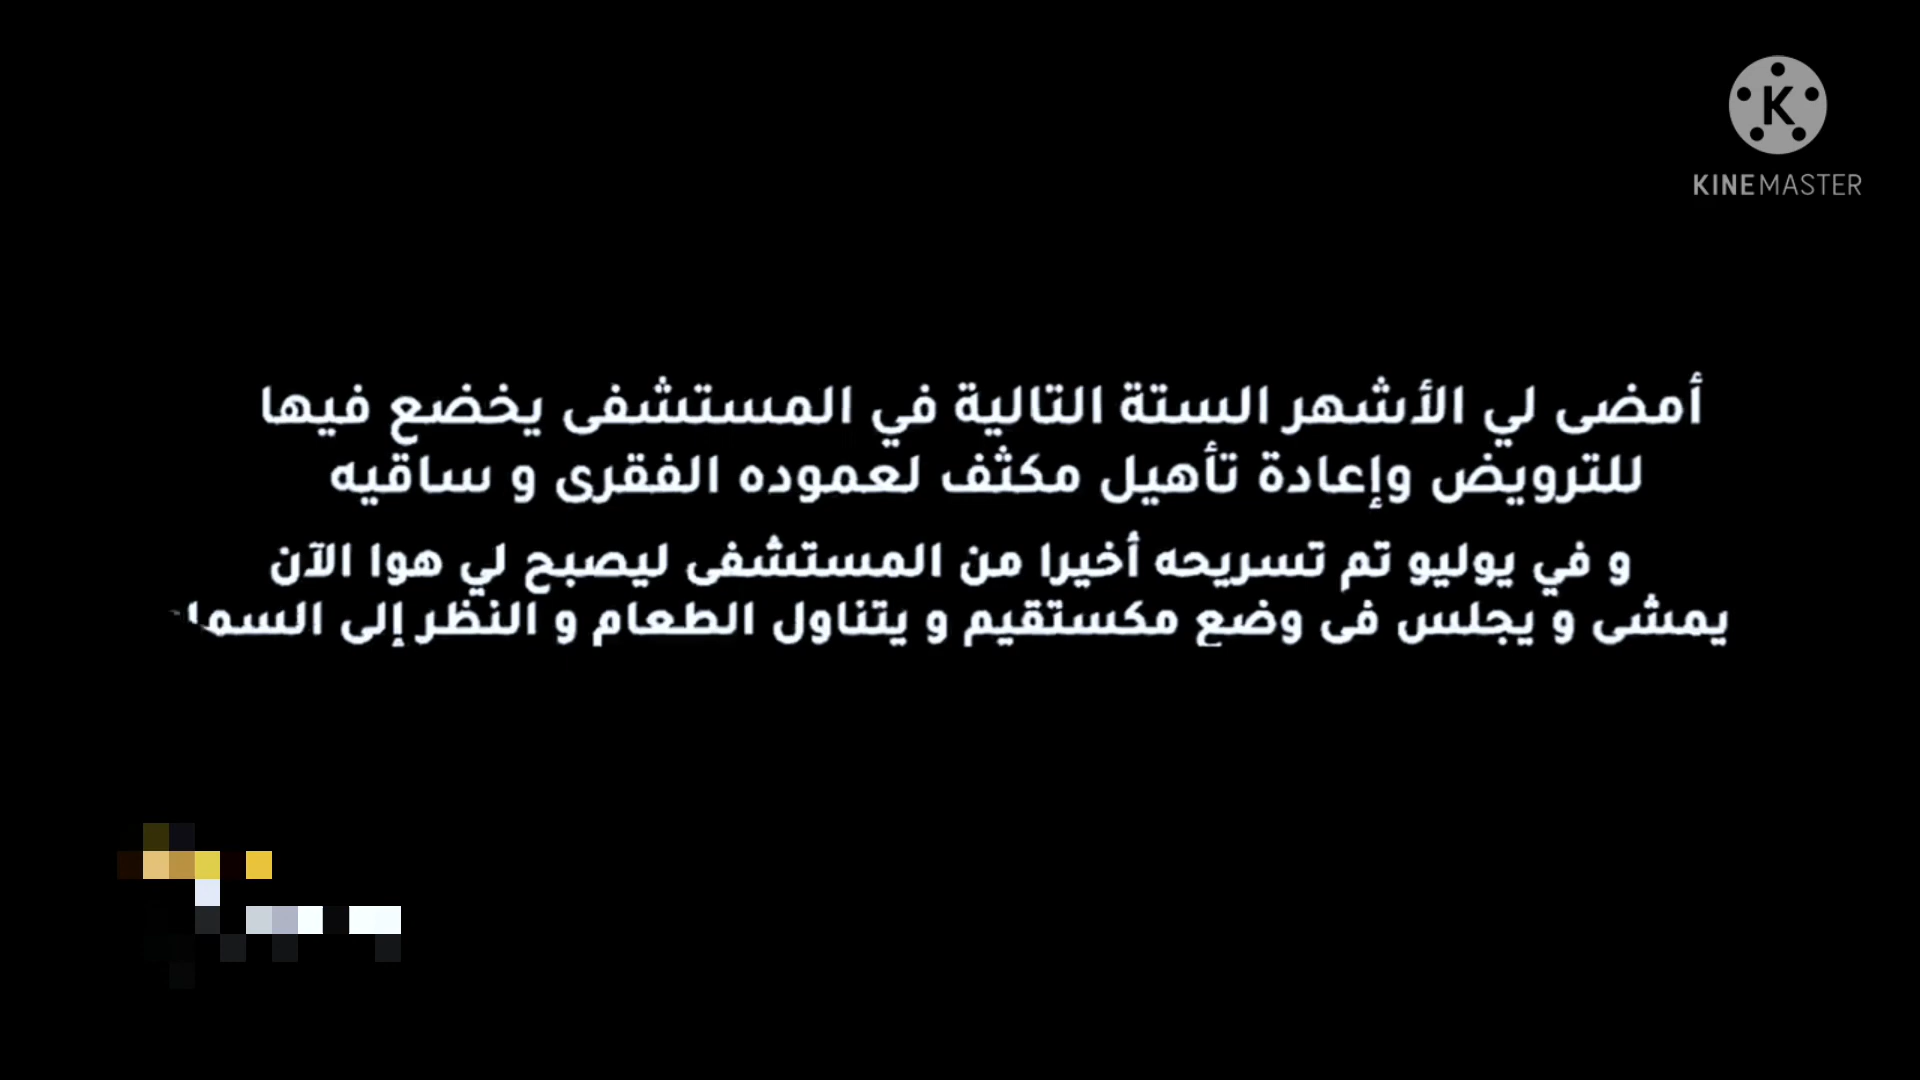 KINEMASTER
أمضى لي الأشهر الستة التالية في المستشفى يخضع فيها
للترويض وإعادة تأهيل مكثف لعموده الفقرى و ساقيه
و في يوليو تم تسريحه أخيرا من المستشفى ليصبح لي هوا الآن
يمشى و يجلس فى وضع مكستقيم و يتناول الطعام و النظر إلى